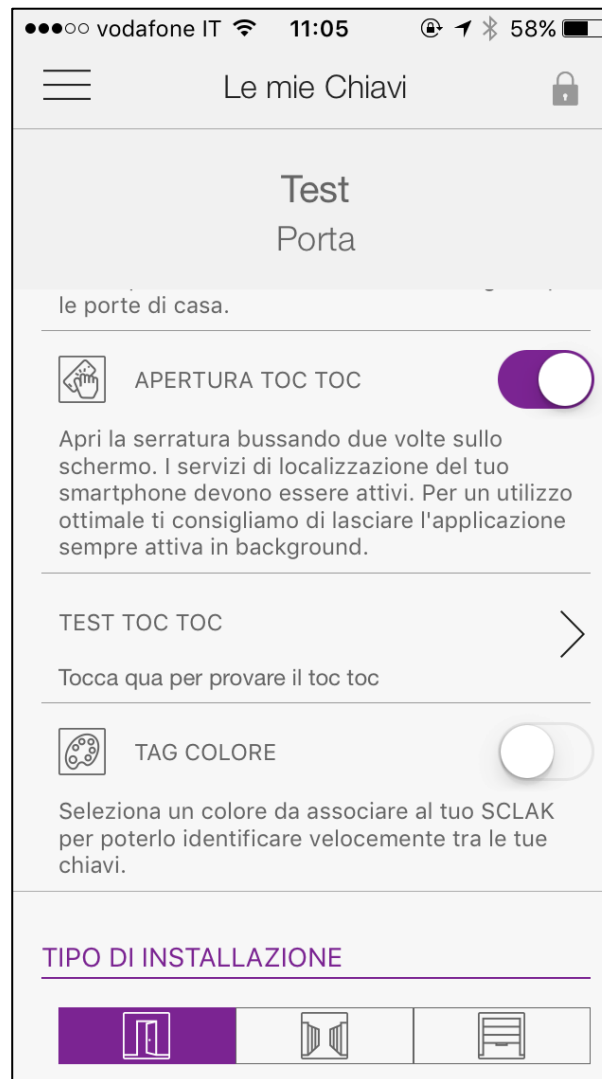 vodafone IT 11:05 58%
Le mie Chiavi
Test
Porta
le porte di casa.
APERTURA TOC TOC
Apri la serratura bussando due volte sullo
schermo. I servizi di localizzazione del tuo
smartphone devono essere attivi. Per un utilizzo
ottimale ti consigliamo di lasciare l'applicazione
sempre attiva in background.
TEST TOC TOC
Tocca qua per provare il toc toc
TAG COLORE
Seleziona un colore da associare al tuo SCLAK
per poterlo identificare velocemente tra le tue
chiavi.
TIPO DI INSTALLAZIONE